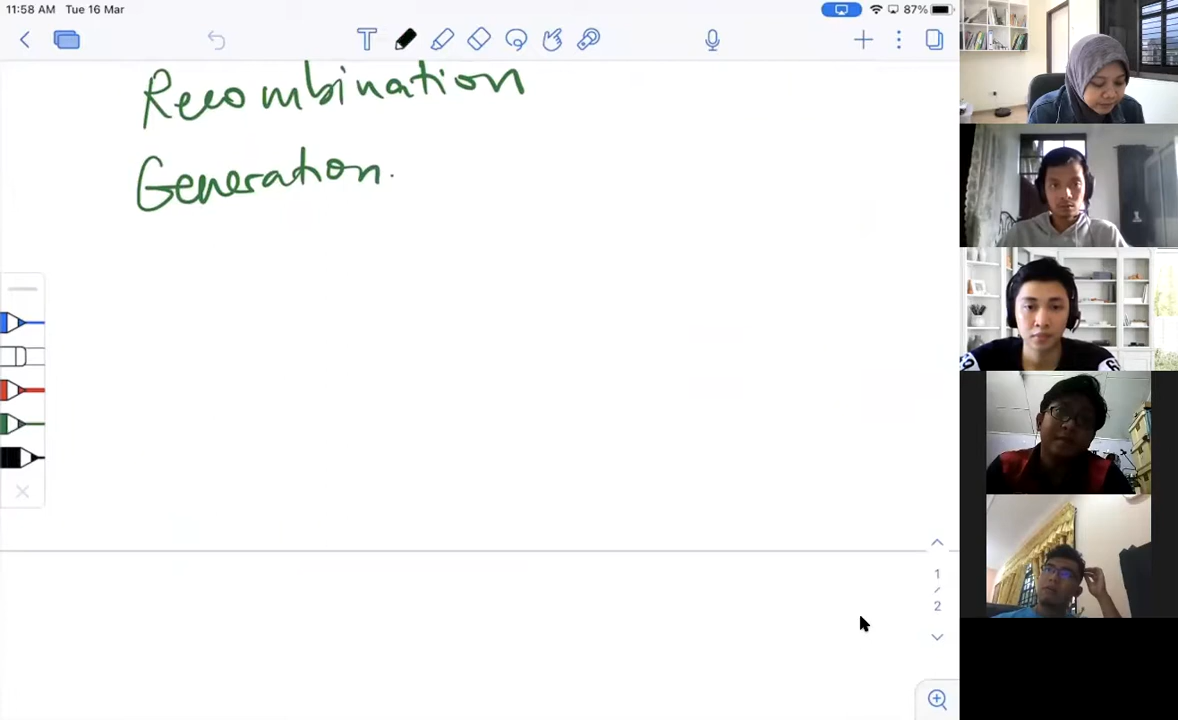 11:58 AM Tue 16 Mar
87%
Recombination
Generation.
1
/
2